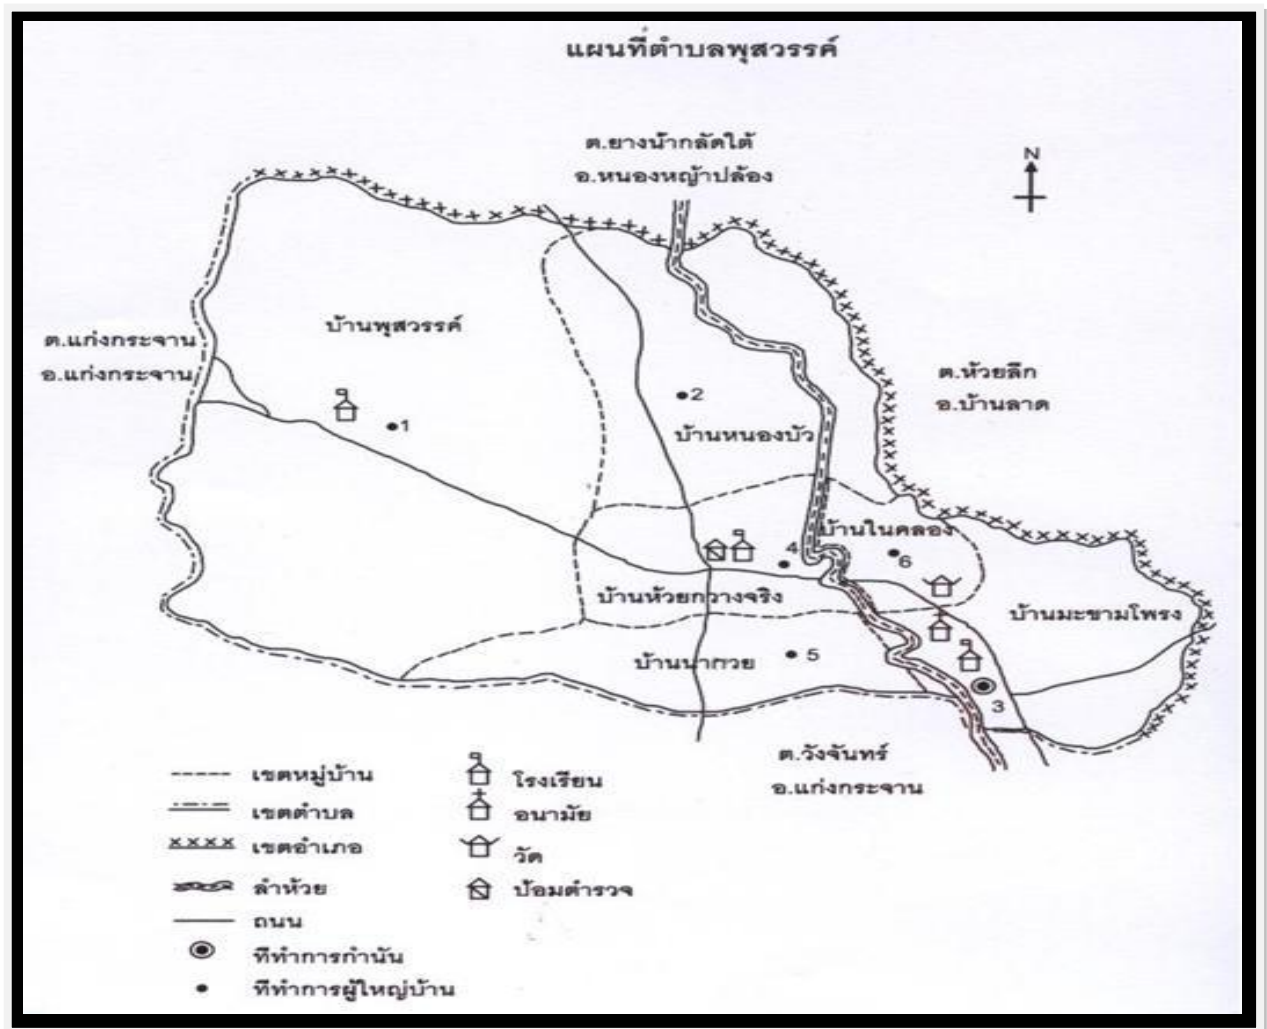 แผนที่ตำบลพุสวรรค์
ต.ยางน้ำกลัดใต้
อ.หนองหญ้าปล้อง
N
บ้านพุสวรรค์
ต.แก่งกระจาน
อ.แก่งกระจาน
ต.ห้วยลึก
อ.บ้านลาด
2
1
บ้านหนองบัว
บ้านในคลอง
4
6
บ้านห้วยกวางจริง
บ้านมะขามโพรง
บ้านนากวย
5
3
ต.วังจันทร์
อ.แก่งกระจาน
เขตหมู่บ้าน
โรงเรียน
เขตตำบล
อนามัย
เขตอำเภอ
วัด
ลำห้วย
ป้อมตำรวจ
ถนน
ที่ทำการกำนัน
ที่ทำการผู้ใหญ่บ้าน